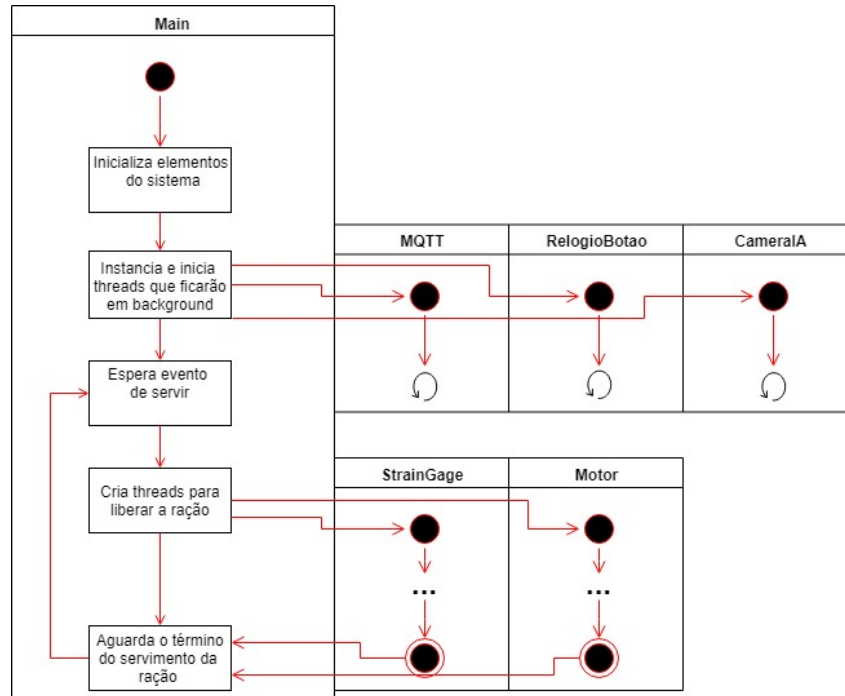 Main
Inicializa elementos
do sistema
MQTT
RelogioBotao
CameraIA
Instancia e inicia
threads que ficarão
em background
Espera evento
de servir
StrainGage
Motor
Cria threads para
liberar a ração
...
...
Aguarda o término
do servimento da
ração